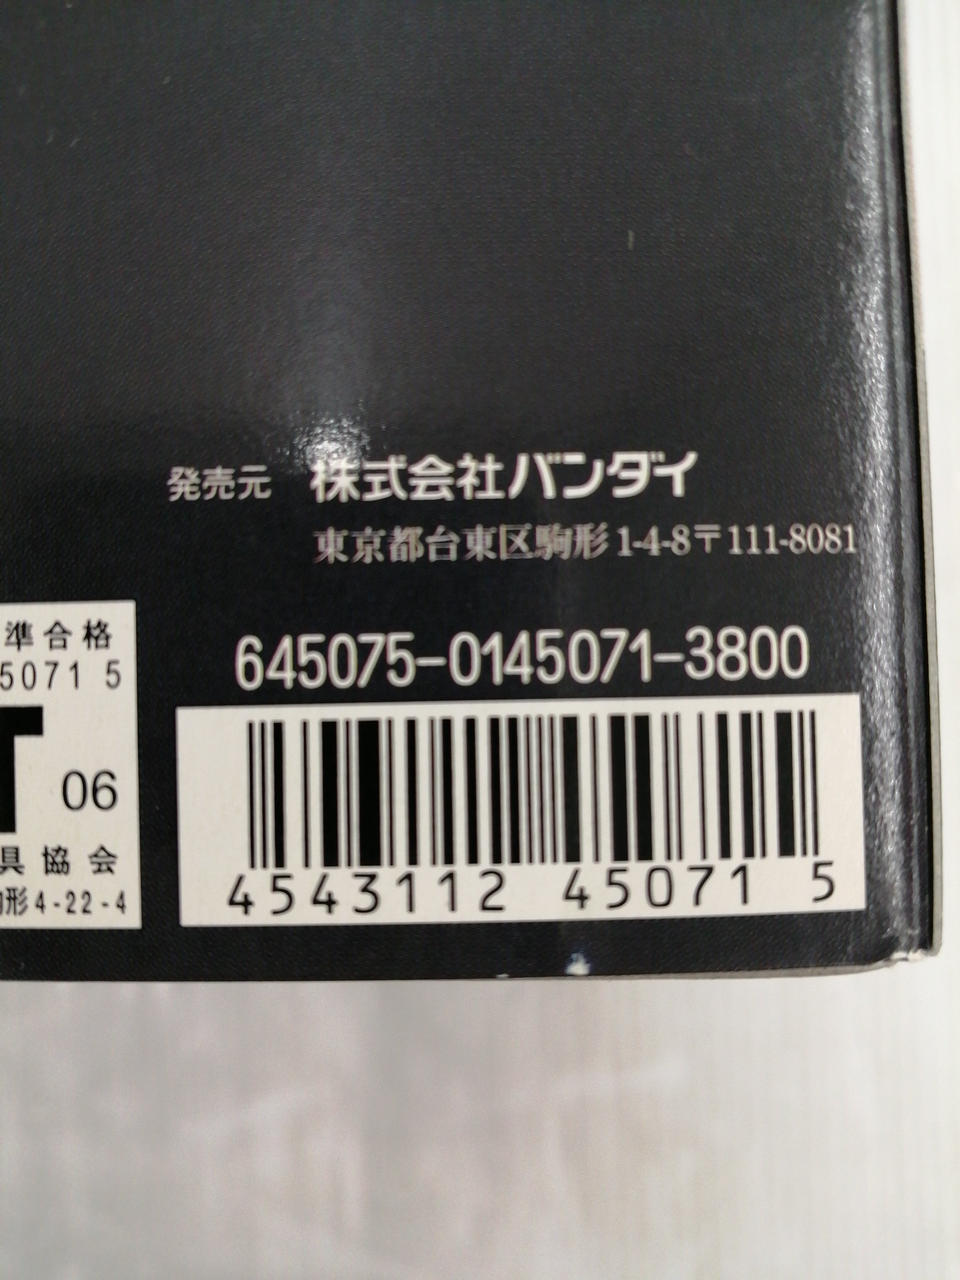 発売元 株式会社バンダイ
東京都台東区駒形1-4-8〒111-8081
645075-0145071-3800
4543112 45071 5
準合格
5071 5
T
06
具協会
形4-22-4